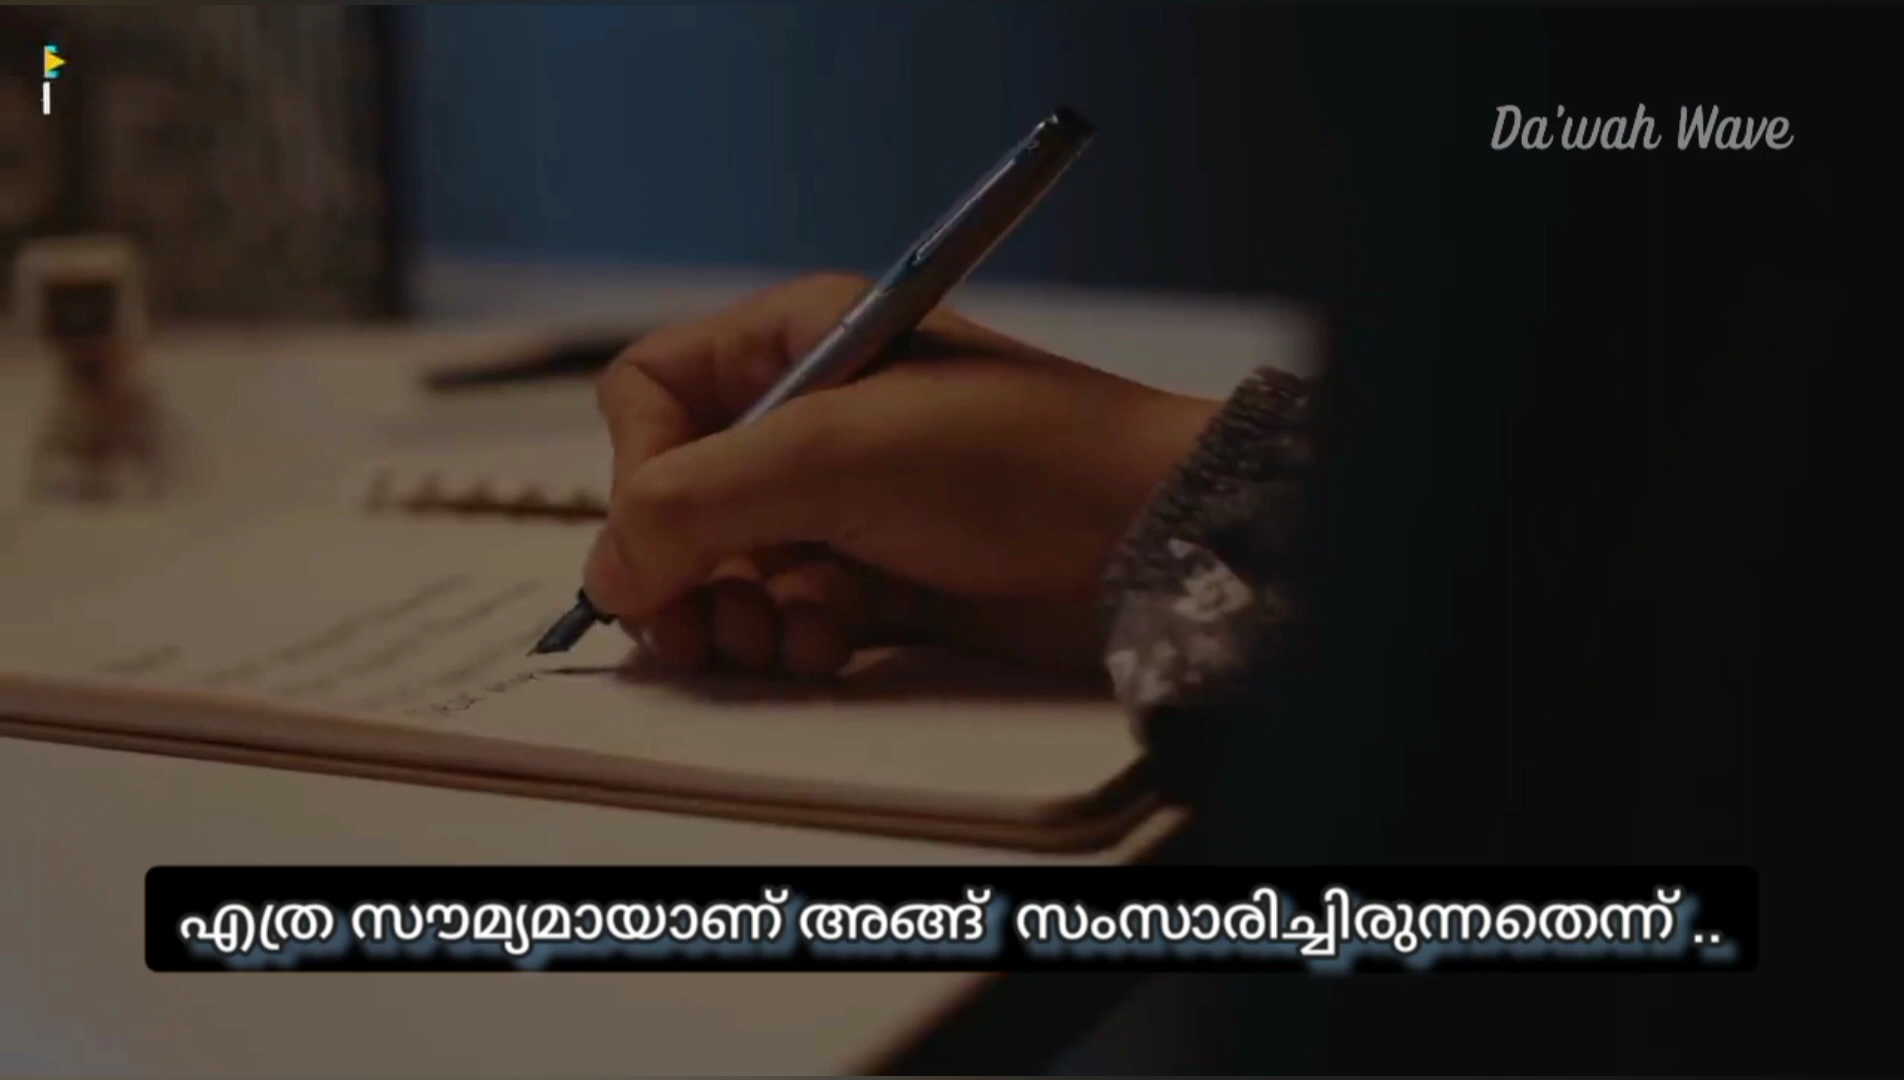 Da'wah Wave
എത്ര സൗമ്യമായാണ് അങ്ങ് സംസാരിച്ചിരുന്നതെന്ന് ..